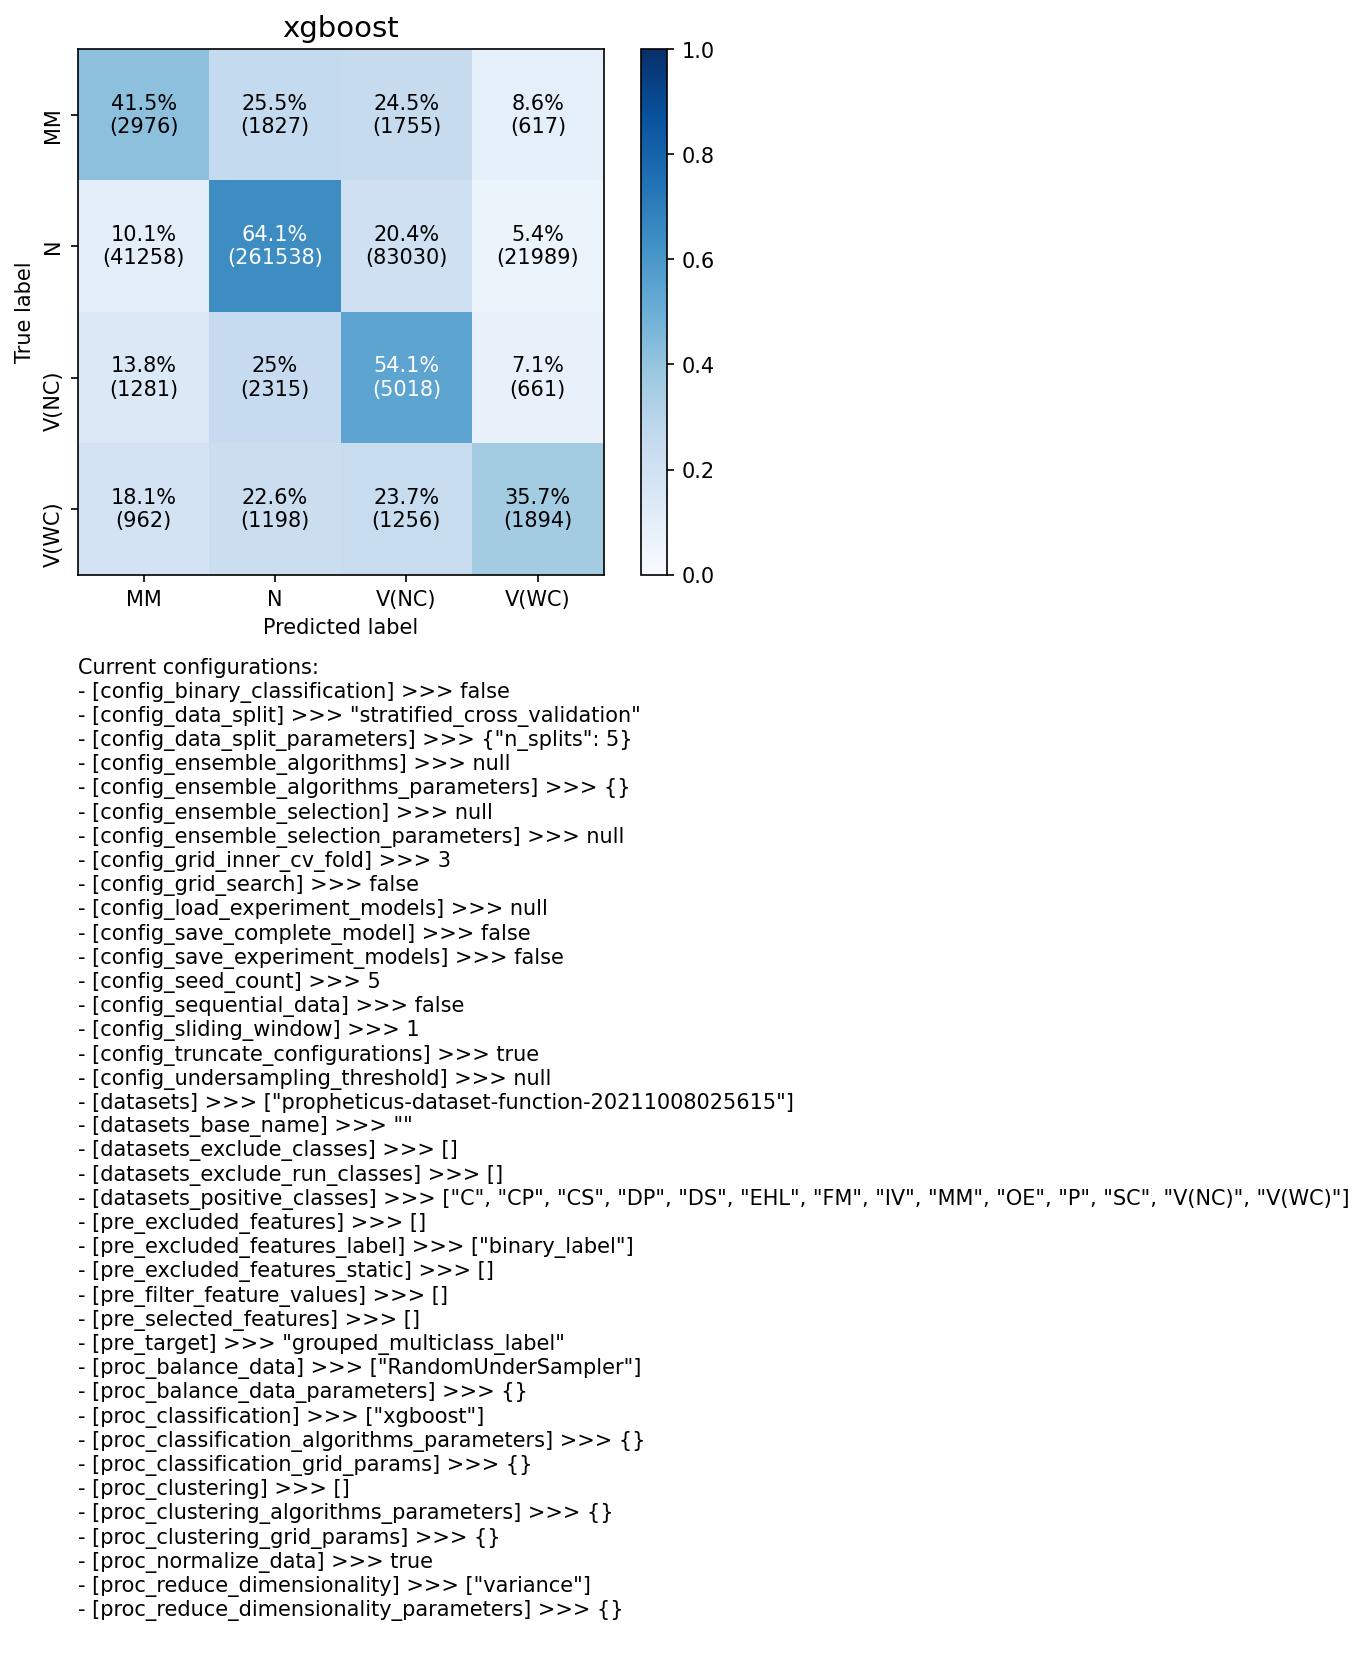 xgboost
1.0
41.5% 25.5% 24.5% 8.6%
(2976) (1827) (1755) (617)
MM
0.8
10.1% 64.1% 20.4% 5.4%
(41258) (261538) (83030) (21989)
N
0.6
True label
13.8% 25% 54.1% 7.1%
(1281) (2315) (5018) (661)
V(NC)
0.4
0.2
18.1% 22.6% 23.7% 35.7%
(962) (1198) (1256) (1894)
V(WC)
0.0
MM N V(NC) V(WC)
Predicted label
Current configurations:
- [config_binary_classification] >>> false
- [config_data_split] >>> "stratified_cross_validation"
- [config_data_split_parameters] >>> {"n_splits": 5}
- [config_ensemble_algorithms] >>> null
- [config_ensemble_algorithms_parameters] >>> {}
- [config_ensemble_selection] >>> null
- [config_ensemble_selection_parameters] >>> null
- [config_grid_inner_cv_fold] >>> 3
- [config_grid_search] >>> false
- [config_load_experiment_models] >>> null
- [config_save_complete_model] >>> false
- [config_save_experiment_models] >>> false
- [config_seed_count] >>> 5
- [config_sequential_data] >>> false
- [config_sliding_window] >>> 1
- [config_truncate_configurations] >>> true
- [config_undersampling_threshold] >>> null
- [datasets] >>> ["propheticus-dataset-function-20211008025615"]
- [datasets_base_name] >>> ""
- [datasets_exclude_classes] >>> []
- [datasets_exclude_run_classes] >>> []
- [datasets_positive_classes] >>> ["C", "CP", "CS", "DP", "DS", "EHL", "FM", "IV", "MM", "OE", "P", "SC", "V(NC)", "V(WC)"]
- [pre_excluded_features] >>> []
- [pre_excluded_features_label] >>> ["binary_label"]
- [pre_excluded_features_static] >>> []
- [pre_filter_feature_values] >>> []
- [pre_selected_features] >>> []
- [pre_target] >>> "grouped_multiclass_label"
- [proc_balance_data] >>> ["RandomUnderSampler"]
- [proc_balance_data_parameters] >>> {}
- [proc_classification] >>> ["xgboost"]
- [proc_classification_algorithms_parameters] >>> {}
- [proc_classification_grid_params] >>> {}
- [proc_clustering] >>> []
- [proc_clustering_algorithms_parameters] >>> {}
- [proc_clustering_grid_params] >>> {}
- [proc_normalize_data] >>> true
- [proc_reduce_dimensionality] >>> ["variance"]
- [proc_reduce_dimensionality_parameters] >>> {}